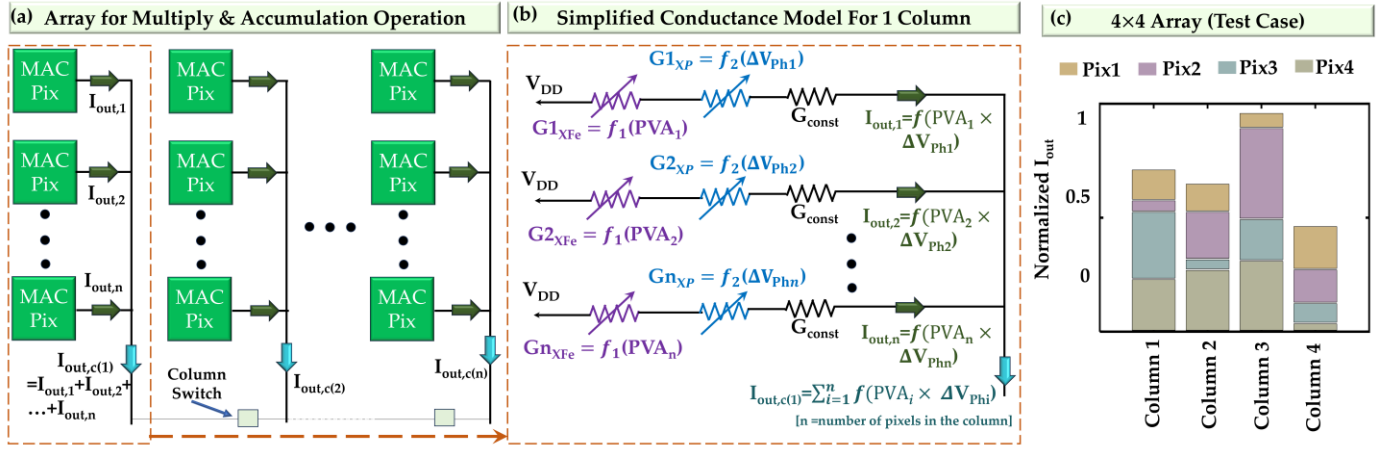 (a) Array for Multiply & Accumulation Operation
MAC Pix
I_out,1
MAC Pix
MAC Pix
MAC Pix
I_out,2
MAC Pix
MAC Pix
I_out,n
MAC Pix
MAC Pix
MAC Pix
I_out,c(1)
=I_out,1+I_out,2+
…+I_out,n
Column
Switch
I_out,c(2)
I_out,c(n)
(b) Simplified Conductance Model For 1 Column
G1_XP = f_2(ΔV_Ph1)
V_DD
G1_XFe = f_1(PVA_1)
G_const
I_out,1=f(PVA_1 ×
ΔV_Ph1)
G2_XP = f_2(ΔV_Ph2)
V_DD
G2_XFe = f_1(PVA_2)
G_const
I_out,2=f(PVA_2 ×
ΔV_Ph2)
Gn_XP = f_2(ΔV_Phn)
V_DD
Gn_XFe = f_1(PVA_n)
G_const
I_out,n=f(PVA_n ×
ΔV_Phn)
I_out,c(1)=∑_{i=1}^{n} f(PVA_i × ΔV_Phi)
[n =number of pixels in the column]
(c) 4×4 Array (Test Case)
Pix1 Pix2 Pix3 Pix4
Normalized I_out
1
0.5
0
Column 1
Column 2
Column 3
Column 4